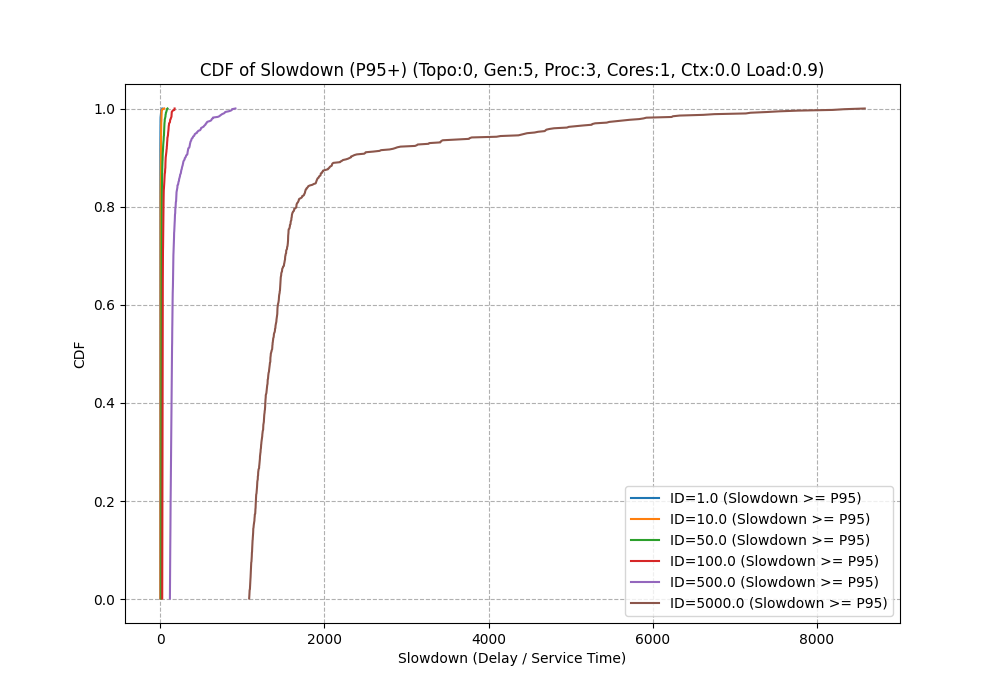 CDF of Slowdown (P95+) (Topo:0, Gen:5, Proc:3, Cores:1, Ctx:0.0 Load:0.9)
1.0
0.8
0.6
0.4
0.2
0.0
CDF
ID=1.0 (Slowdown >= P95)
ID=10.0 (Slowdown >= P95)
ID=50.0 (Slowdown >= P95)
ID=100.0 (Slowdown >= P95)
ID=500.0 (Slowdown >= P95)
ID=5000.0 (Slowdown >= P95)
0 2000 4000 6000 8000
Slowdown (Delay / Service Time)